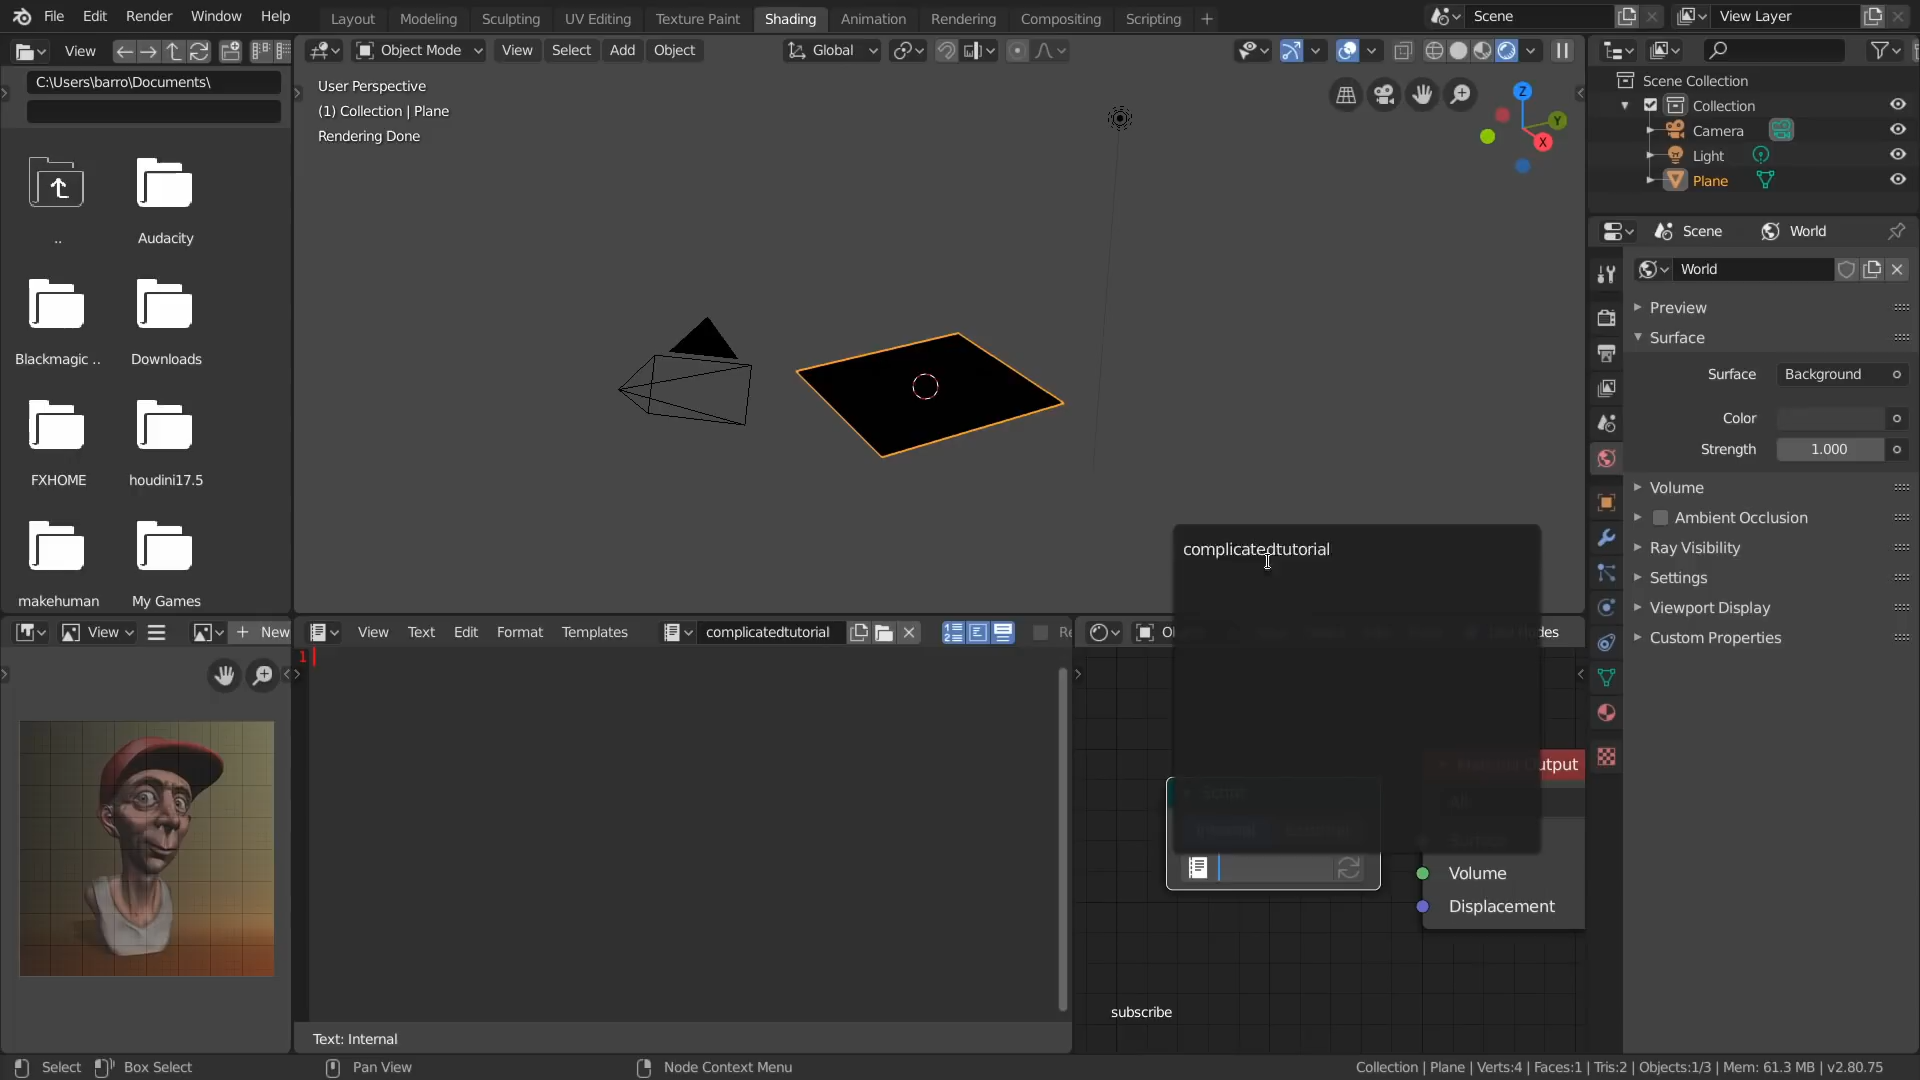 File Edit Render Window Help Layout Modeling Sculpting UV Editing Texture Paint Shading Animation Rendering Compositing Scripting + Scene View Layer
View Object Mode View Select Add Object Global
C:\Users\barro\Documents\
User Perspective
(1) Collection | Plane
Rendering Done
Z
Y
X
Scene Collection
Collection
Camera
Light
Plane
..
Audacity
Blackmagic ..
Downloads
FXHOME
houdini17.5
makehuman
My Games
Scene World
World
Preview
Surface
Surface Background
Color
Strength 1.000
Volume
Ambient Occlusion
Ray Visibility
Settings
Viewport Display
Custom Properties
complicatedtutorial
View + New
View Text Edit Format Templates complicatedtutorial Re
1
Script
Internal
All
Surface
Volume
Displacement
subscribe
Text: Internal
Select Box Select Pan View Node Context Menu Collection | Plane | Verts:4 | Faces:1 | Tris:2 | Objects:1/3 | Mem: 61.3 MB | v2.80.75